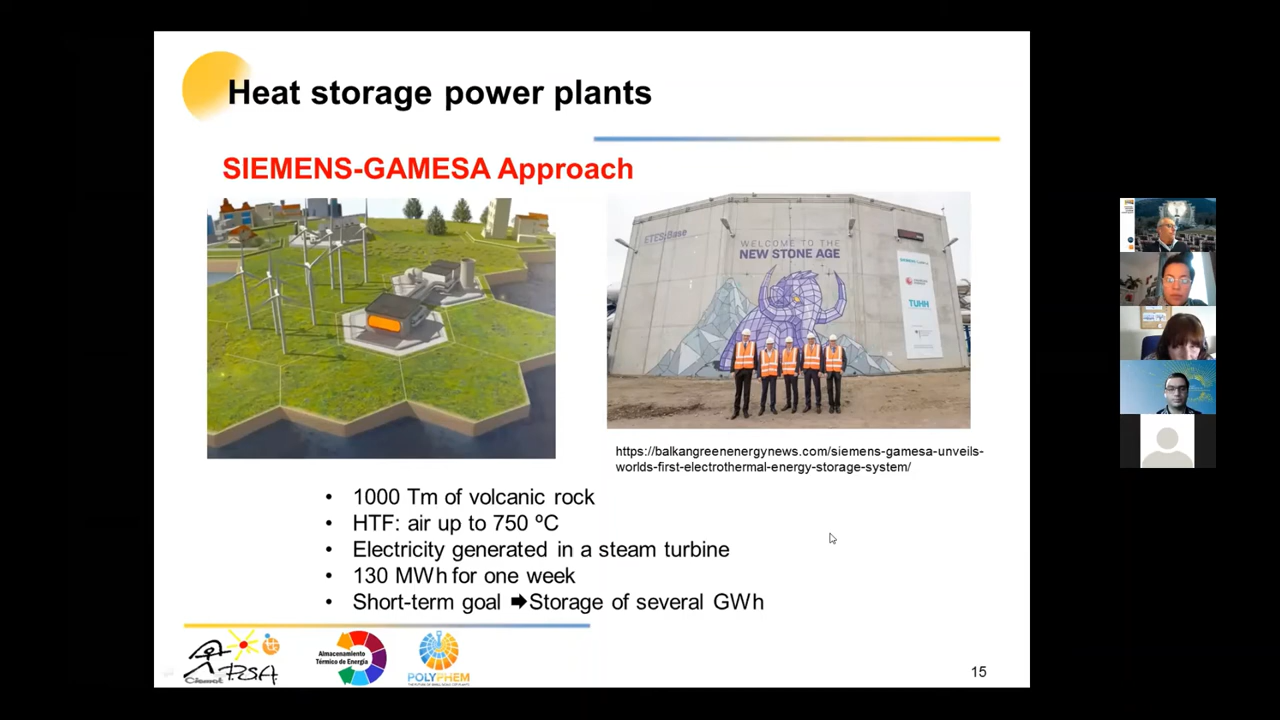 Heat storage power plants
SIEMENS-GAMESA Approach
ETES:Base
WELCOME TO THE
NEW STONE AGE
TUHH
https://balkangreenenergynews.com/siemens-gamesa-unveils-
worlds-first-electrothermal-energy-storage-system/
• 1000 Tm of volcanic rock
• HTF: air up to 750 ºC
• Electricity generated in a steam turbine
• 130 MWh for one week
• Short-term goal 🡆Storage of several GWh
Ciemat
PSA
Almacenamiento
Térmico de Energía
POLYPHEM
15